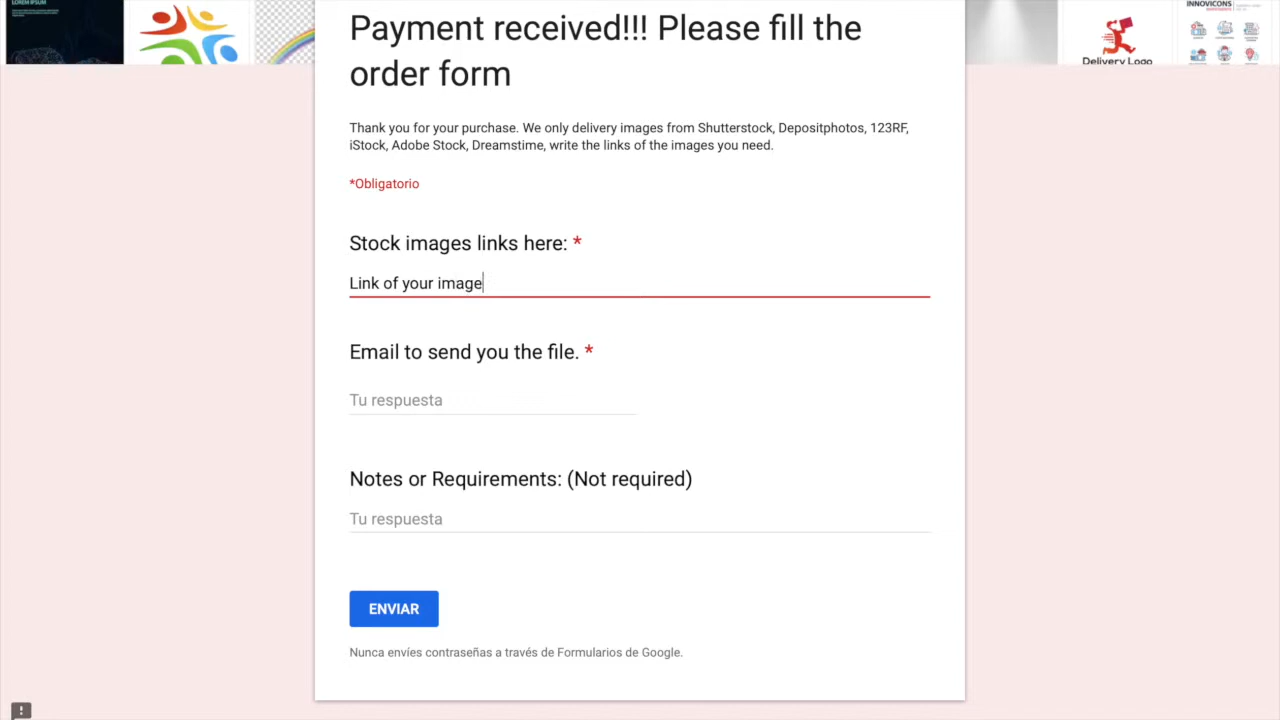 LOREM IPSUM
INNOVICONS
Delivery Logo
Payment received!!! Please fill the
order form
Thank you for your purchase. We only delivery images from Shutterstock, Depositphotos, 123RF,
iStock, Adobe Stock, Dreamstime, write the links of the images you need.
*Obligatorio
Stock images links here: *
Link of your image
Email to send you the file. *
Tu respuesta
Notes or Requirements: (Not required)
Tu respuesta
ENVIAR
Nunca envíes contraseñas a través de Formularios de Google.